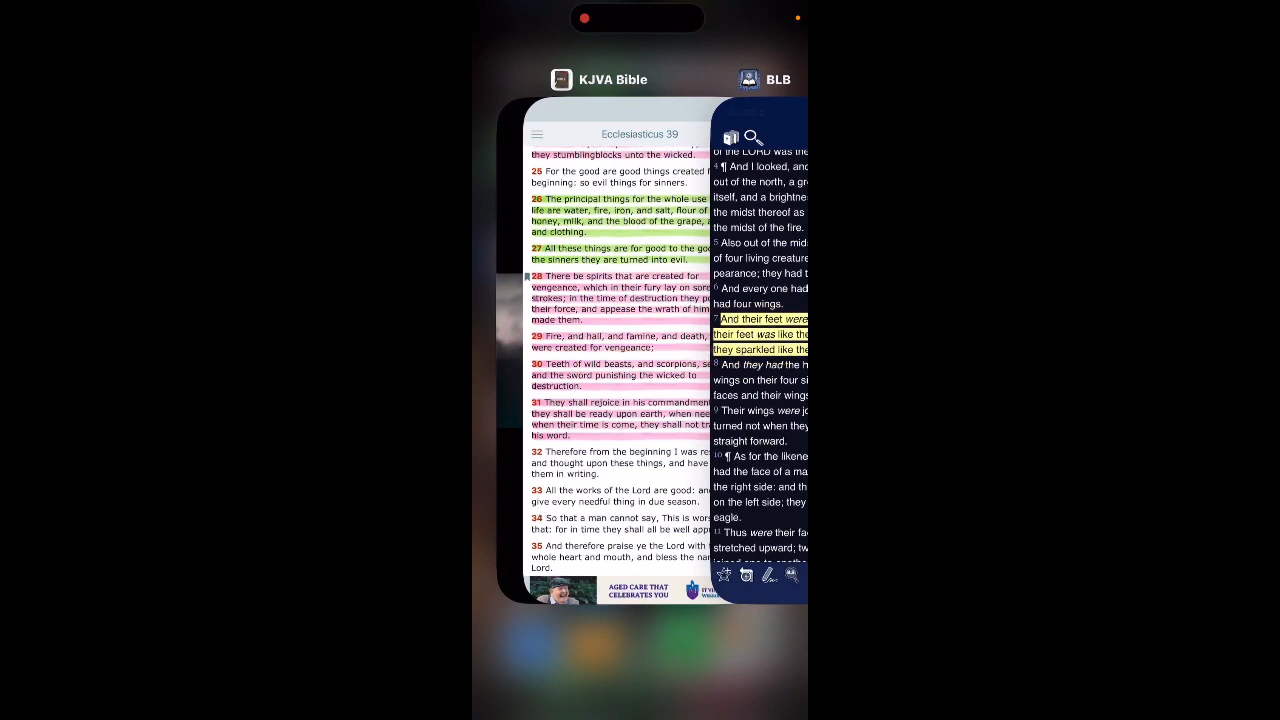 KJVA Bible
BLB
Ecclesiasticus 39
they stumblingblocks unto the wicked.
25 For the good are good things created f
beginning: so evil things for sinners.
26 The principal things for the whole use
life are water, fire, iron, and salt, flour of
honey, milk, and the blood of the grape, a
and clothing.
27 All these things are for good to the go
the sinners they are turned into evil.
28 There be spirits that are created for
vengeance, which in their fury lay on sore
strokes; in the time of destruction they po
their force, and appease the wrath of him
made them.
29 Fire, and hail, and famine, and death,
were created for vengeance;
30 Teeth of wild beasts, and scorpions, se
and the sword punishing the wicked to
destruction.
31 They shall rejoice in his commandment
they shall be ready upon earth, when nee
when their time is come, they shall not tra
his word.
32 Therefore from the beginning I was res
and thought upon these things, and have
them in writing.
33 All the works of the Lord are good: and
give every needful thing in due season.
34 So that a man cannot say, This is wors
that: for in time they shall all be well appr
35 And therefore praise ye the Lord with t
whole heart and mouth, and bless the nam
Lord.
AGED CARE THAT
CELEBRATES YOU
of the LORD was the
4 ¶ And I looked, and
out of the north, a gr
itself, and a brightne
the midst thereof as
the midst of the fire.
5 Also out of the mids
of four living creature
pearance; they had t
6 And every one had
had four wings.
7 And their feet were
their feet was like the
they sparkled like the
8 And they had the h
wings on their four si
faces and their wings
9 Their wings were jo
turned not when they
straight forward.
10 ¶ As for the likene
had the face of a ma
the right side: and th
on the left side; they
eagle.
11 Thus were their fac
stretched upward; tw